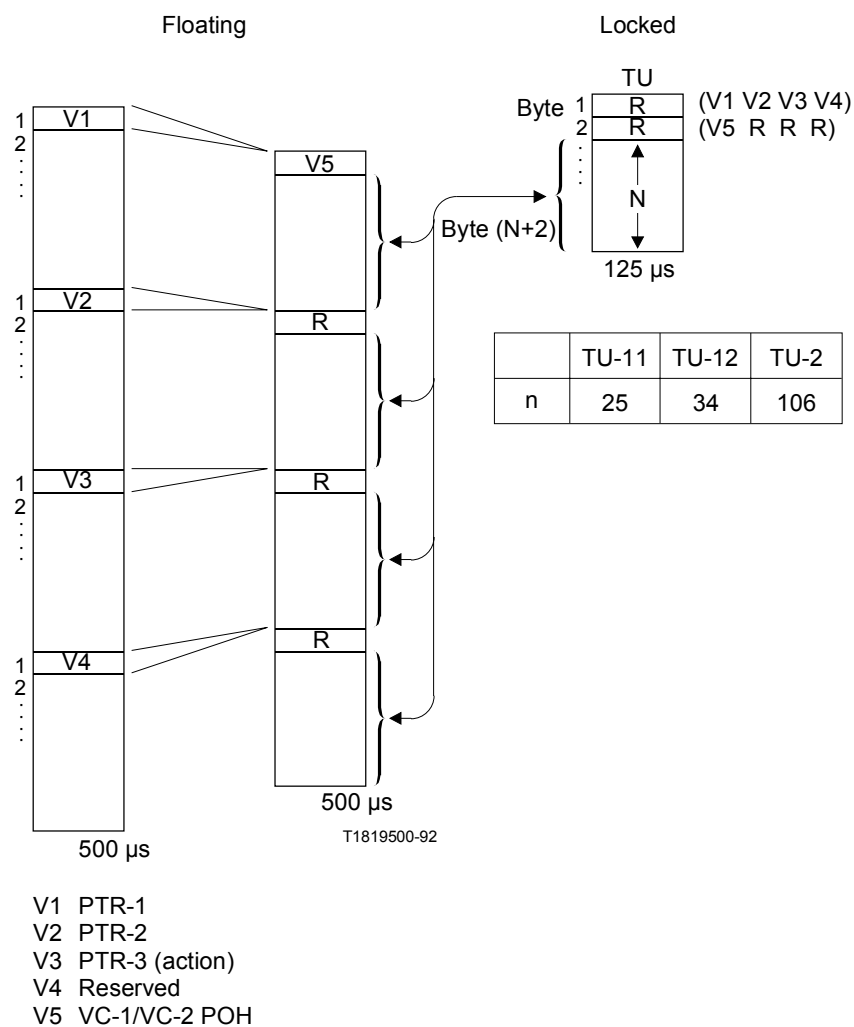 Floating
Locked
TU
Byte 1 R (V1 V2 V3 V4)
2 R (V5 R R R)
N
Byte (N+2)
125 µs
1 V1
2
V5
1 V2
2
R
1 V3
2
R
1 V4
2
R
500 µs
500 µs
T1819500-92
TU-11 TU-12 TU-2
n 25 34 106
V1 PTR-1
V2 PTR-2
V3 PTR-3 (action)
V4 Reserved
V5 VC-1/VC-2 POH